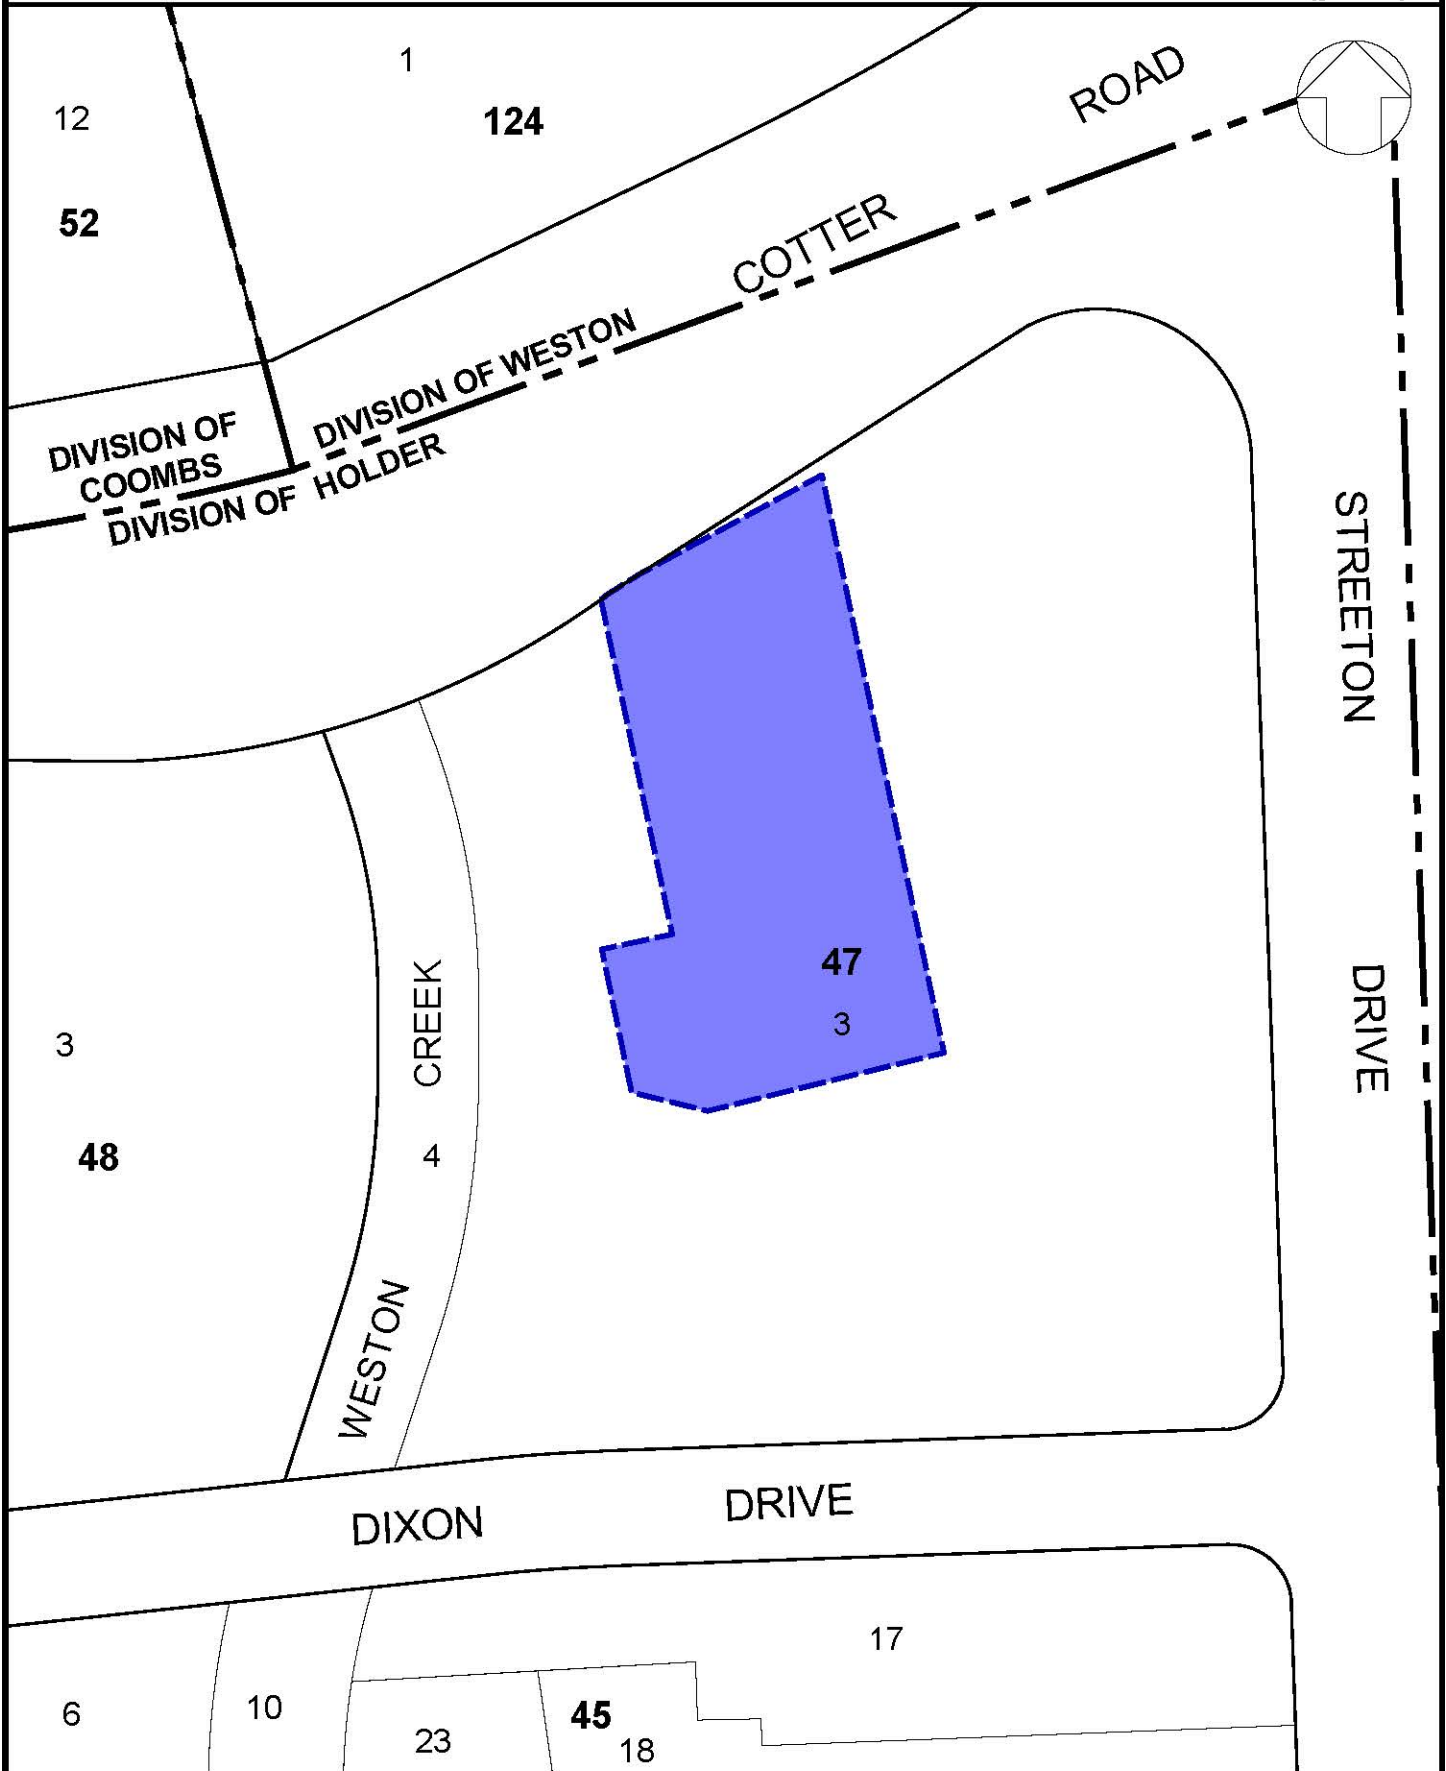 1
12
124
ROAD
52
COTTER
DIVISION OF WESTON
DIVISION OF
COOMBS
DIVISION OF HOLDER
STREETON
DRIVE
47
3
3
CREEK
4
48
WESTON
DIXON DRIVE
17
6
10
45
23
18